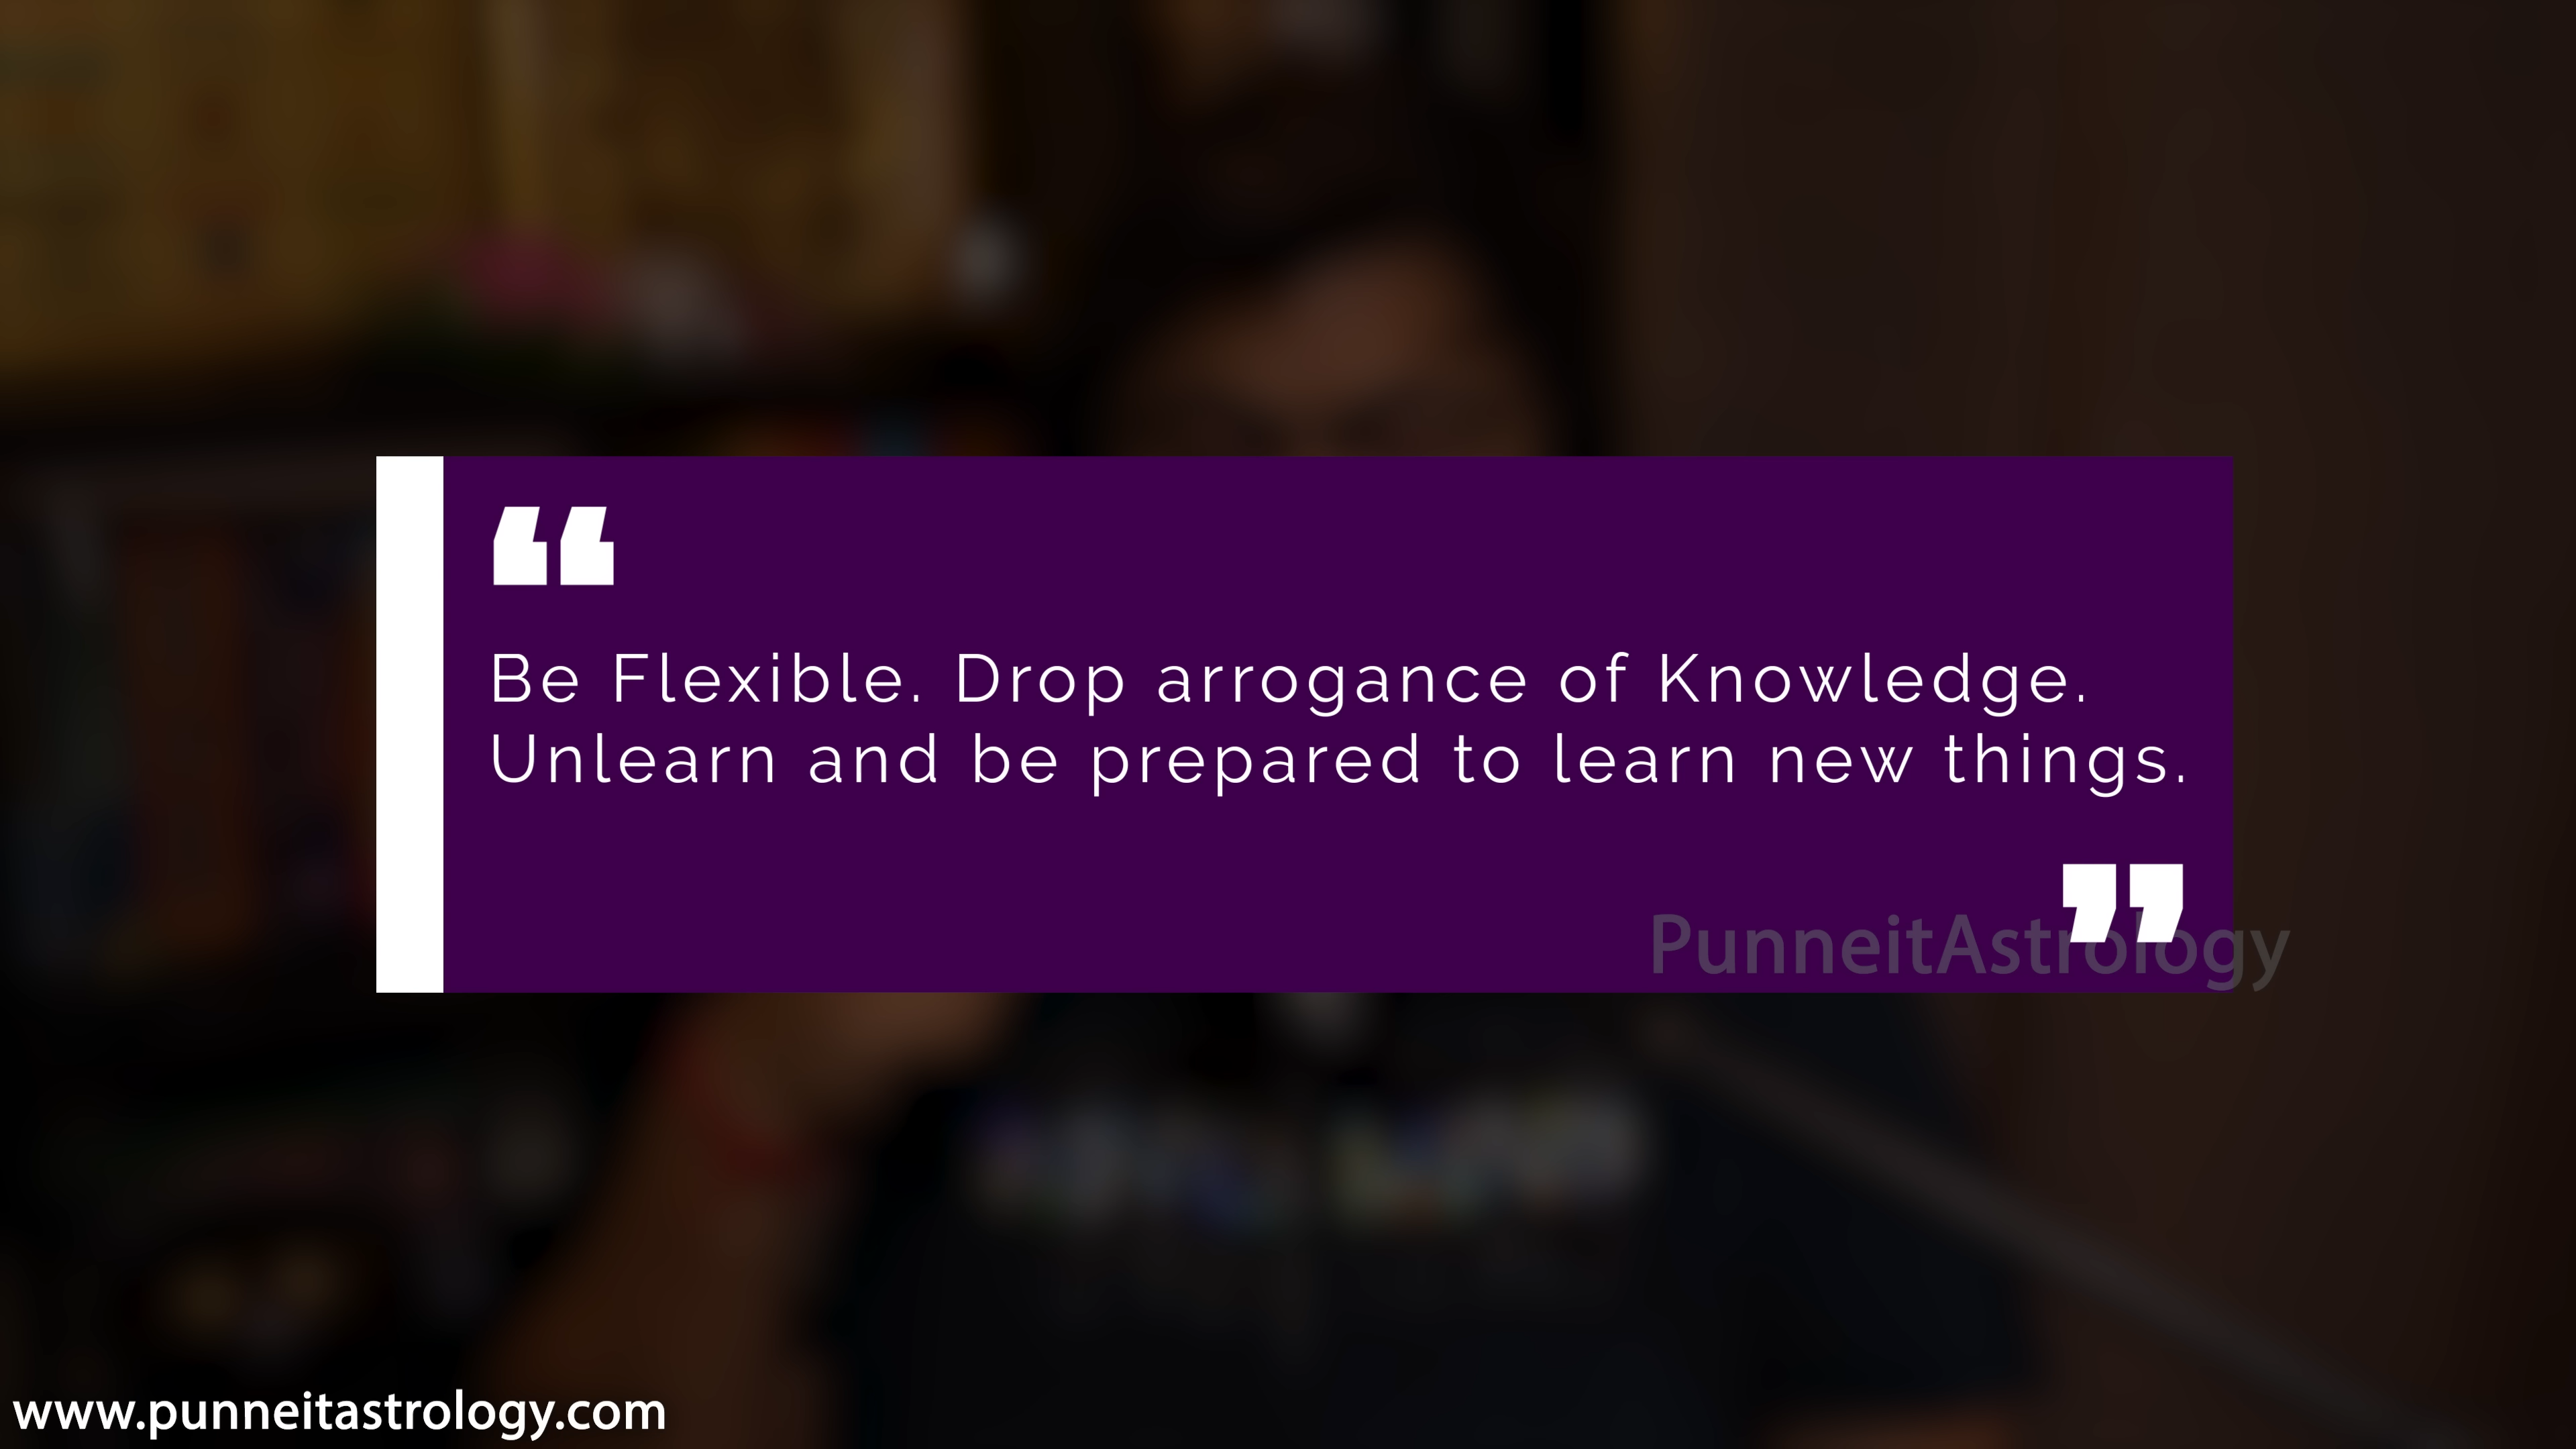 “
Be Flexible. Drop arrogance of Knowledge.
Unlearn and be prepared to learn new things.
”
PunneitAstrology
www.punneitastrology.com